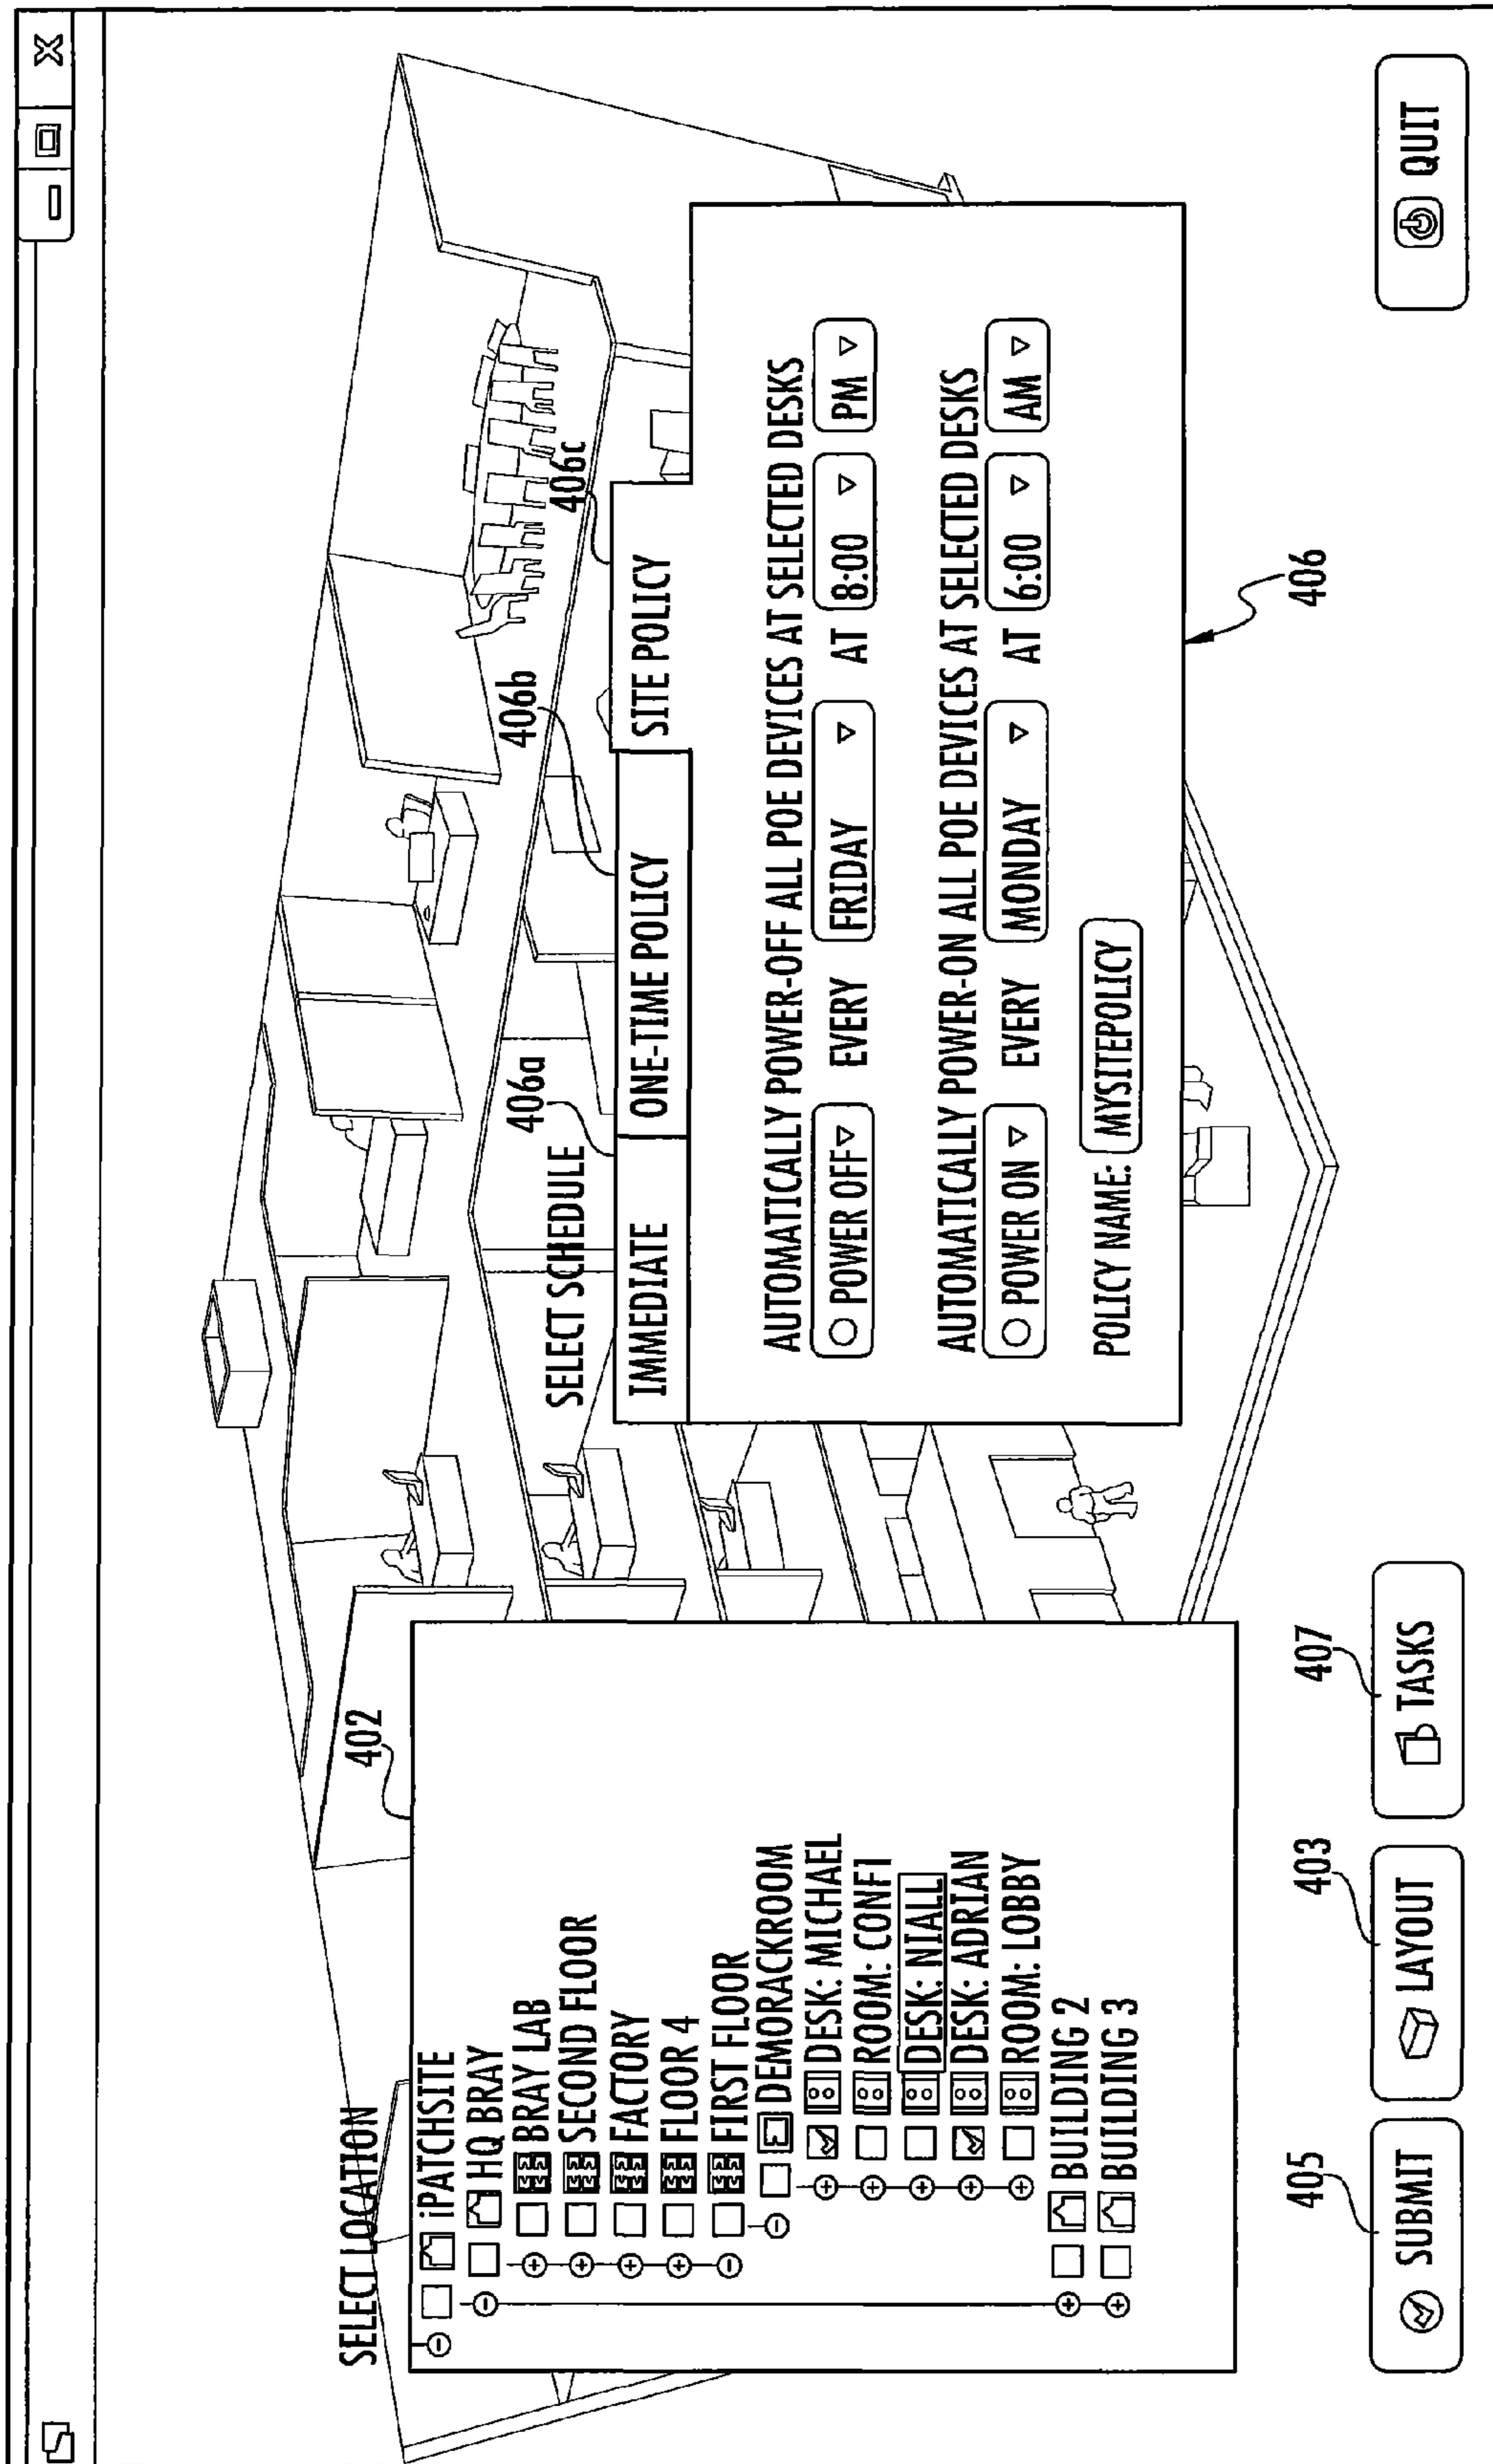 X
SELECT LOCATION
402
iPATCHSITE
HQ BRAY
BRAY LAB
SECOND FLOOR
FACTORY
FLOOR 4
FIRST FLOOR
DEMORACKROOM
DESK: MICHAEL
ROOM: CONF1
DESK: NIALL
DESK: ADRIAN
ROOM: LOBBY
BUILDING 2
BUILDING 3
SELECT SCHEDULE
406a
406b
406c
IMMEDIATE
ONE-TIME POLICY
SITE POLICY
AUTOMATICALLY POWER-OFF ALL POE DEVICES AT SELECTED DESKS
POWER OFF EVERY FRIDAY AT 8:00 PM
AUTOMATICALLY POWER-ON ALL POE DEVICES AT SELECTED DESKS
POWER ON EVERY MONDAY AT 6:00 AM
POLICY NAME: MYSITEPOLICY
406
405
403
407
SUBMIT
LAYOUT
TASKS
QUIT